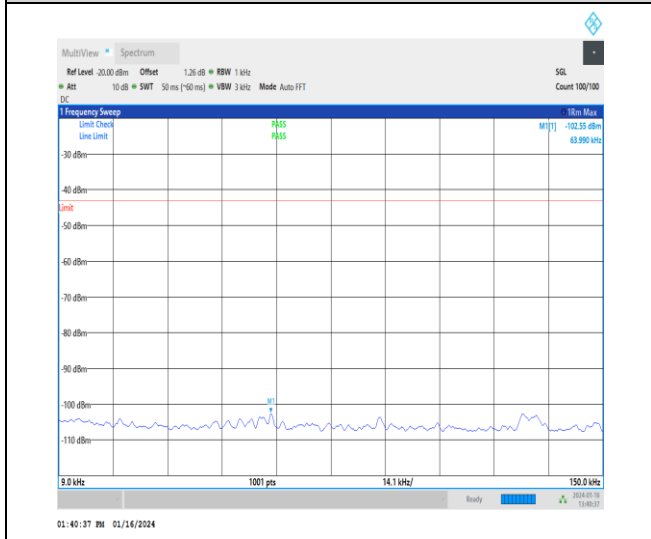 MultiView Spectrum
Ref Level -20.00 dBm Offset 1.26 dB RBW 1 kHz SGL
Att 10 dB SWT 50 ms (~60 ms) VBW 3 kHz Mode Auto FFT Count 100/100
DC
1 Frequency Sweep 1Rm Max
Limit Check PASS M1[1] -102.55 dBm
Line Limit PASS 63.990 kHz
-30 dBm
-40 dBm
Limit
-50 dBm
-60 dBm
-70 dBm
-80 dBm
-90 dBm
M1
-100 dBm
-110 dBm
9.0 kHz 1001 pts 14.1 kHz/ 150.0 kHz
Ready 2024-01-16
13:40:37
01:40:37 PM 01/16/2024